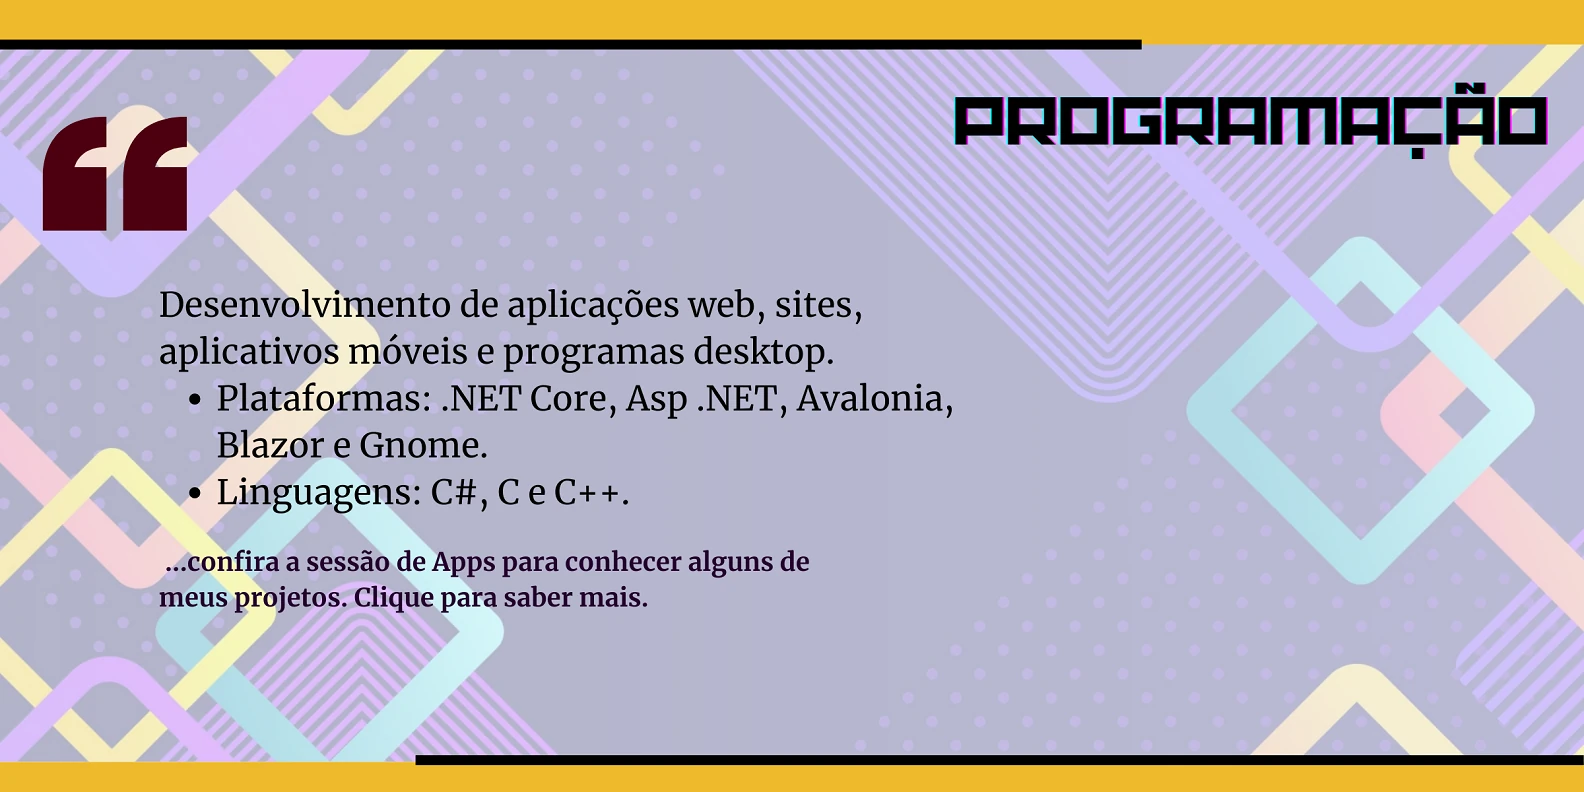 PROGRAMAÇÃO
“
Desenvolvimento de aplicações web, sites,
aplicativos móveis e programas desktop.
• Plataformas: .NET Core, Asp .NET, Avalonia,
Blazor e Gnome.
• Linguagens: C#, C e C++.
...confira a sessão de Apps para conhecer alguns de
meus projetos. Clique para saber mais.